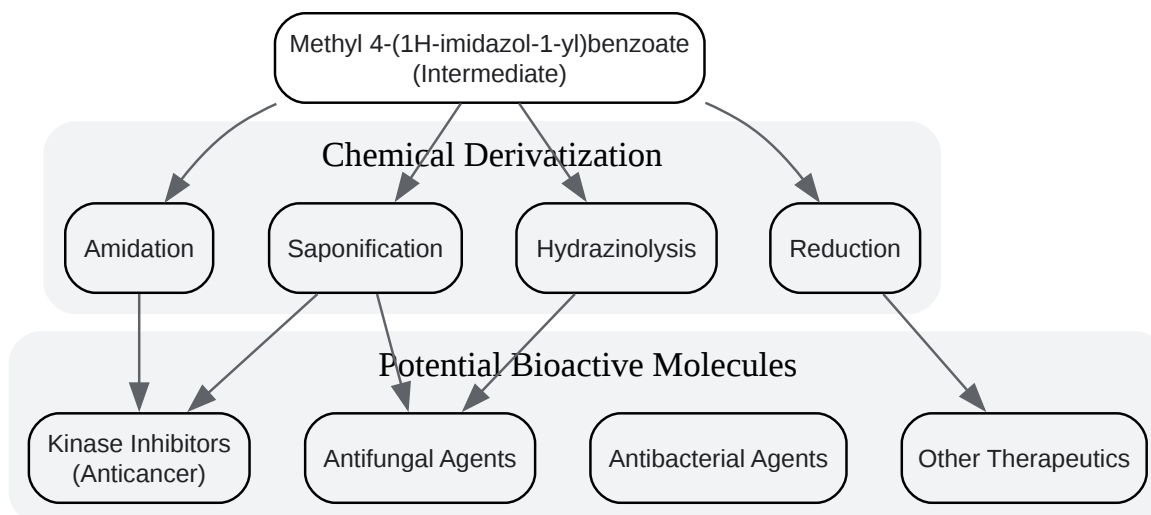 Methyl 4-(1H-imidazol-1-yl)benzoate
(Intermediate)
Chemical Derivatization
Amidation
Saponification
Hydrazinolysis
Reduction
Potential Bioactive Molecules
Kinase Inhibitors
(Anticancer)
Antifungal Agents
Antibacterial Agents
Other Therapeutics